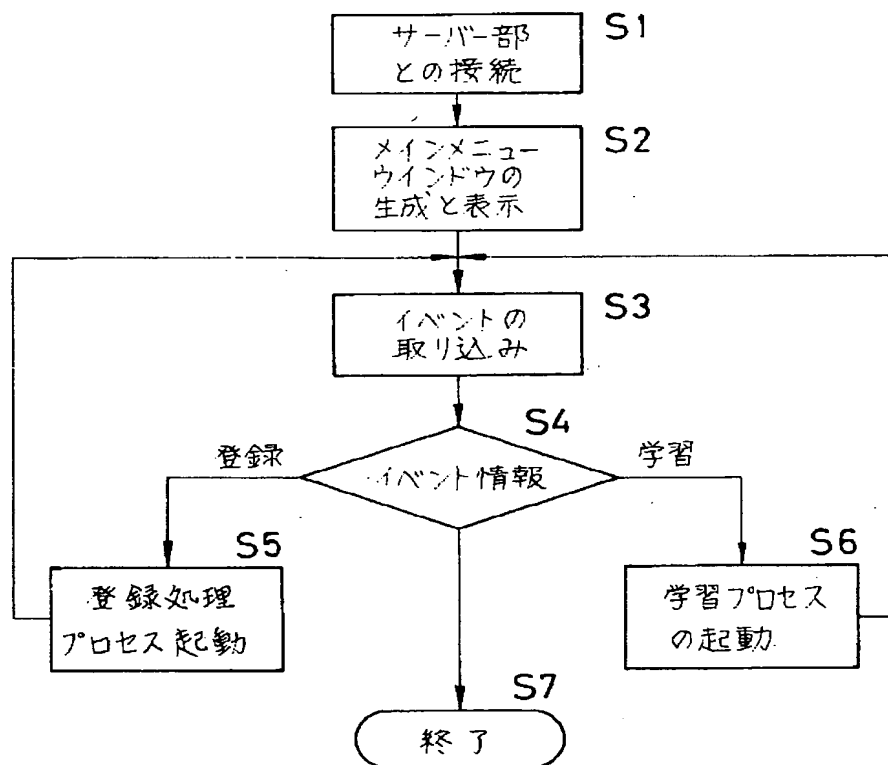 サーバー部
との接続
S1
メインメニュー
ウインドウの
生成と表示
S2
イベントの
取り込み
S3
S4
イベント情報
登録
学習
S5
登録処理
プロセス起動
S6
学習プロセス
の起動
S7
終了